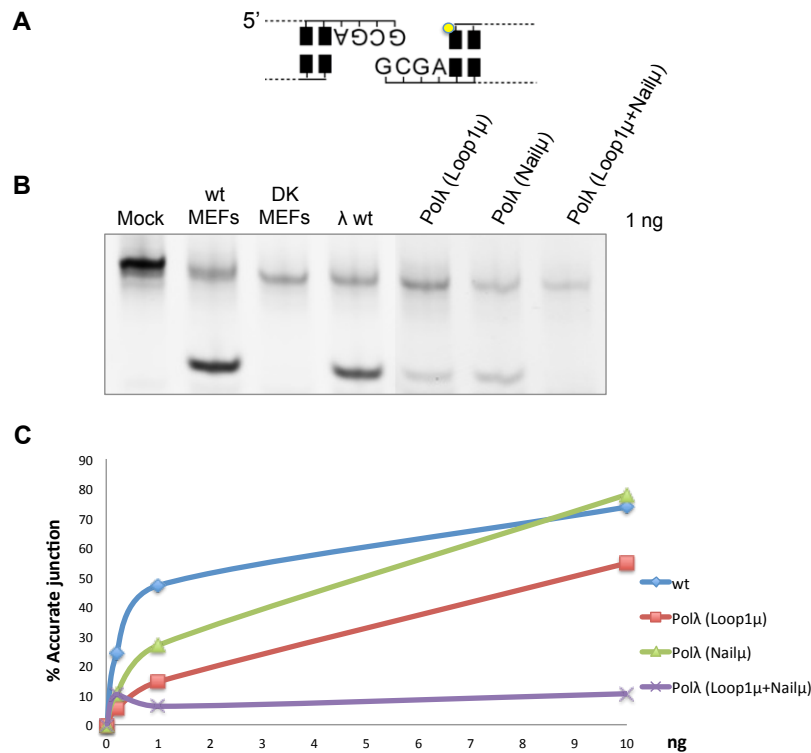 A
5'
GCGA
GCGA
B
Mock
wt
MEFs
DK
MEFs
λ wt
Polλ (Loop1μ)
Polλ (Nailμ)
Polλ (Loop1μ+Nailμ)
1 ng
C
% Accurate junction
90
80
70
60
50
40
30
20
10
0
0
1
2
3
4
5
6
7
8
9
10
ng
wt
Polλ (Loop1μ)
Polλ (Nailμ)
Polλ (Loop1μ+Nailμ)